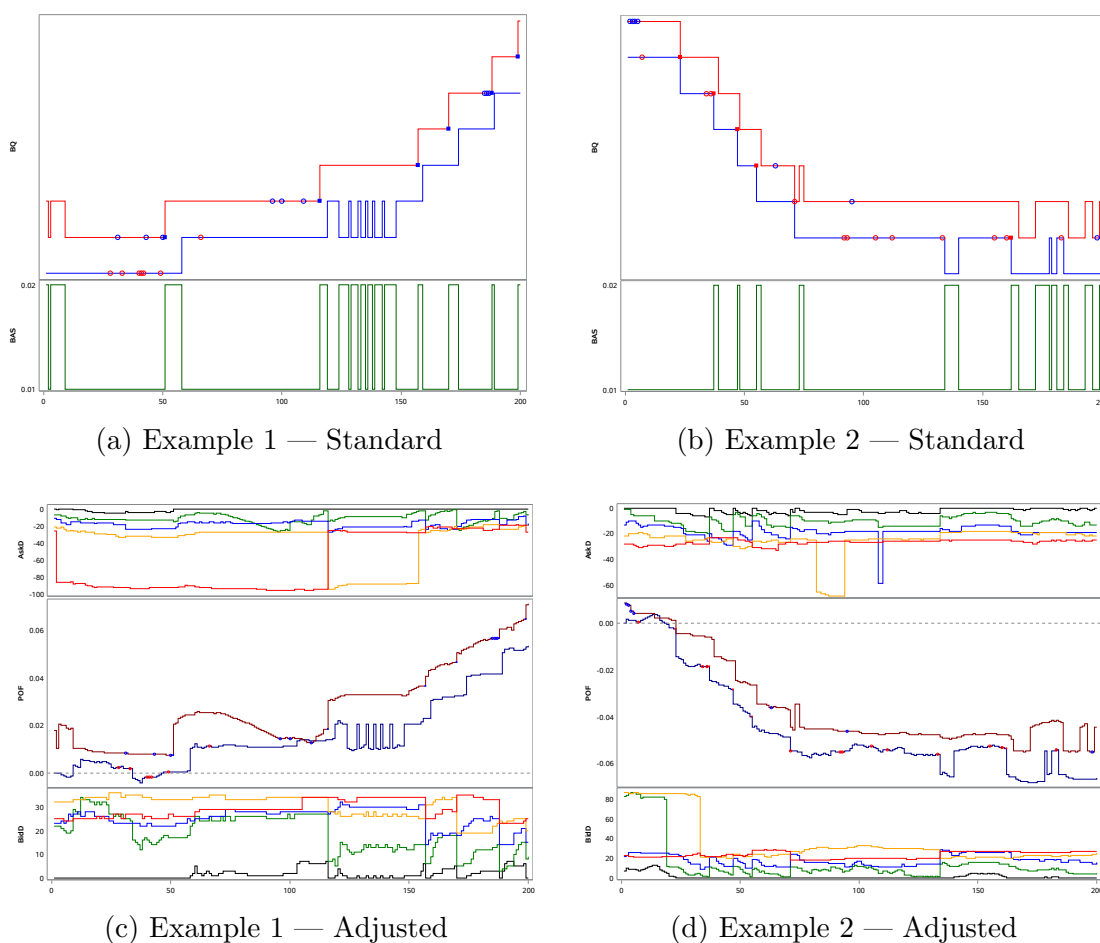 BQ
BQ
0.02
BAS
0.01
0.02
BAS
0.01
0 50 100 150 200
0 50 100 150 200
(a) Example 1 — Standard
(b) Example 2 — Standard
0
-20
-40
AskD
-60
-80
-100
0
-20
AskD
-40
-60
0.06
0.04
POF
0.02
0.00
0.00
-0.02
POF
-0.04
-0.06
30
20
BidD
10
0
80
60
BidD
40
20
0
0 50 100 150 200
0 50 100 150 200
(c) Example 1 — Adjusted
(d) Example 2 — Adjusted